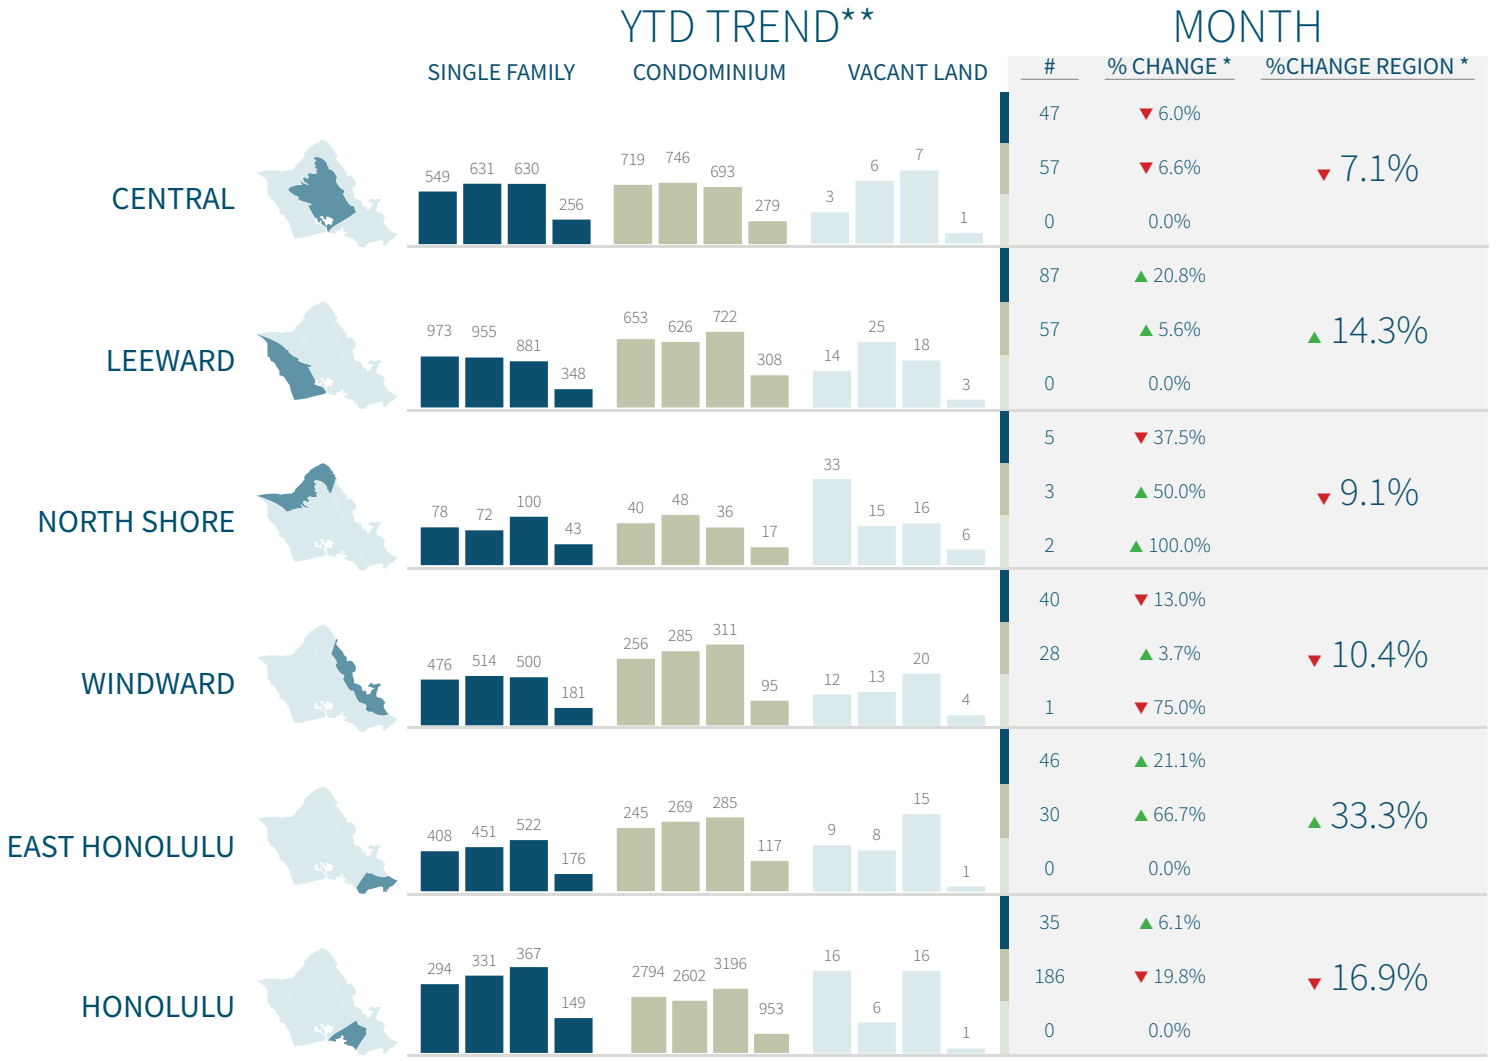 YTD TREND** MONTH
SINGLE FAMILY CONDOMINIUM VACANT LAND # % CHANGE * %CHANGE REGION *
CENTRAL
549 631 630 256
719 746 693 279
3 6 7 1
47 6.0%
57 6.6%
0 0.0%
7.1%
LEEWARD
973 955 881 348
653 626 722 308
14 25 18 3
87 20.8%
57 5.6%
0 0.0%
14.3%
NORTH SHORE
78 72 100 43
40 48 36 17
33 15 16 6
5 37.5%
3 50.0%
2 100.0%
9.1%
WINDWARD
476 514 500 181
256 285 311 95
12 13 20 4
40 13.0%
28 3.7%
1 75.0%
10.4%
EAST HONOLULU
408 451 522 176
245 269 285 117
9 8 15 1
46 21.1%
30 66.7%
0 0.0%
33.3%
HONOLULU
294 331 367 149
2794 2602 3196 953
16 6 16 1
35 6.1%
186 19.8%
0 0.0%
16.9%